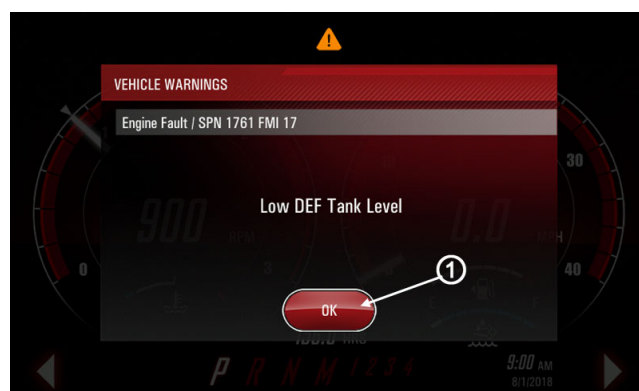 VEHICLE WARNINGS
Engine Fault / SPN 1761 FMI 17
30
Low DEF Tank Level
900 RPM 0.0 MPH
1
0 3 40
OK
P R N M 1 2 3 4
9:00 AM
8/1/2018